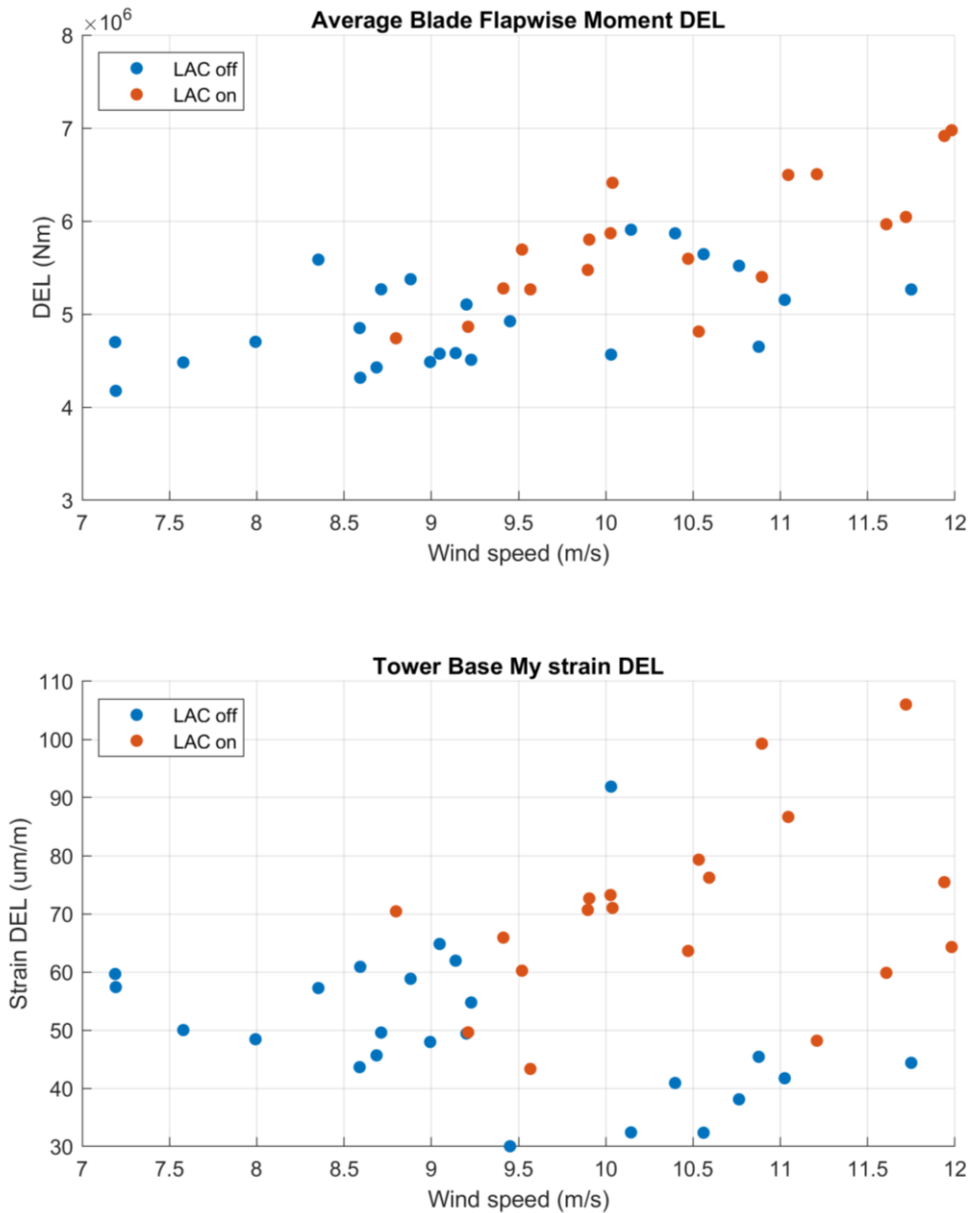 Average Blade Flapwise Moment DEL
×10⁶
8
LAC off
LAC on
7
6
5
4
3
DEL (Nm)
7 7.5 8 8.5 9 9.5 10 10.5 11 11.5 12
Wind speed (m/s)
Tower Base My strain DEL
110
LAC off
LAC on
100
90
80
70
60
50
40
30
Strain DEL (um/m)
7 7.5 8 8.5 9 9.5 10 10.5 11 11.5 12
Wind speed (m/s)